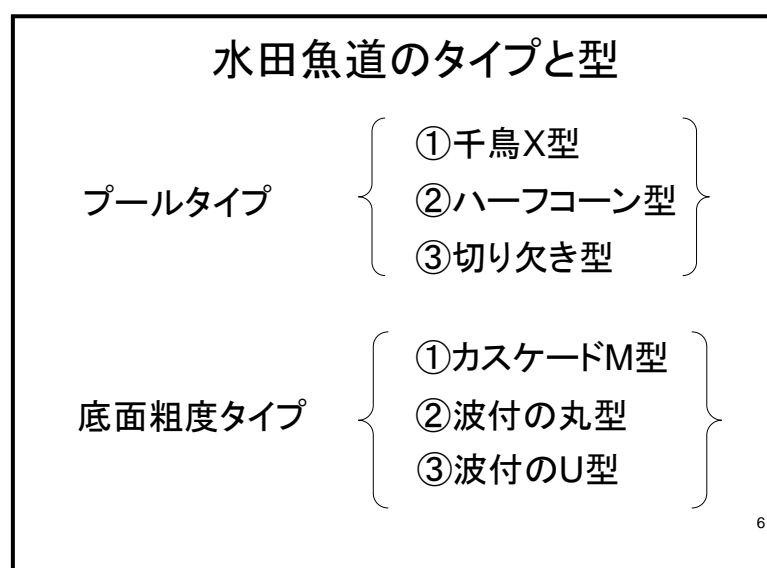 水田魚道のタイプと型
プールタイプ
①千鳥X型
②ハーフコーン型
③切り欠き型
底面粗度タイプ
①カスケードM型
②波付の丸型
③波付のU型
6